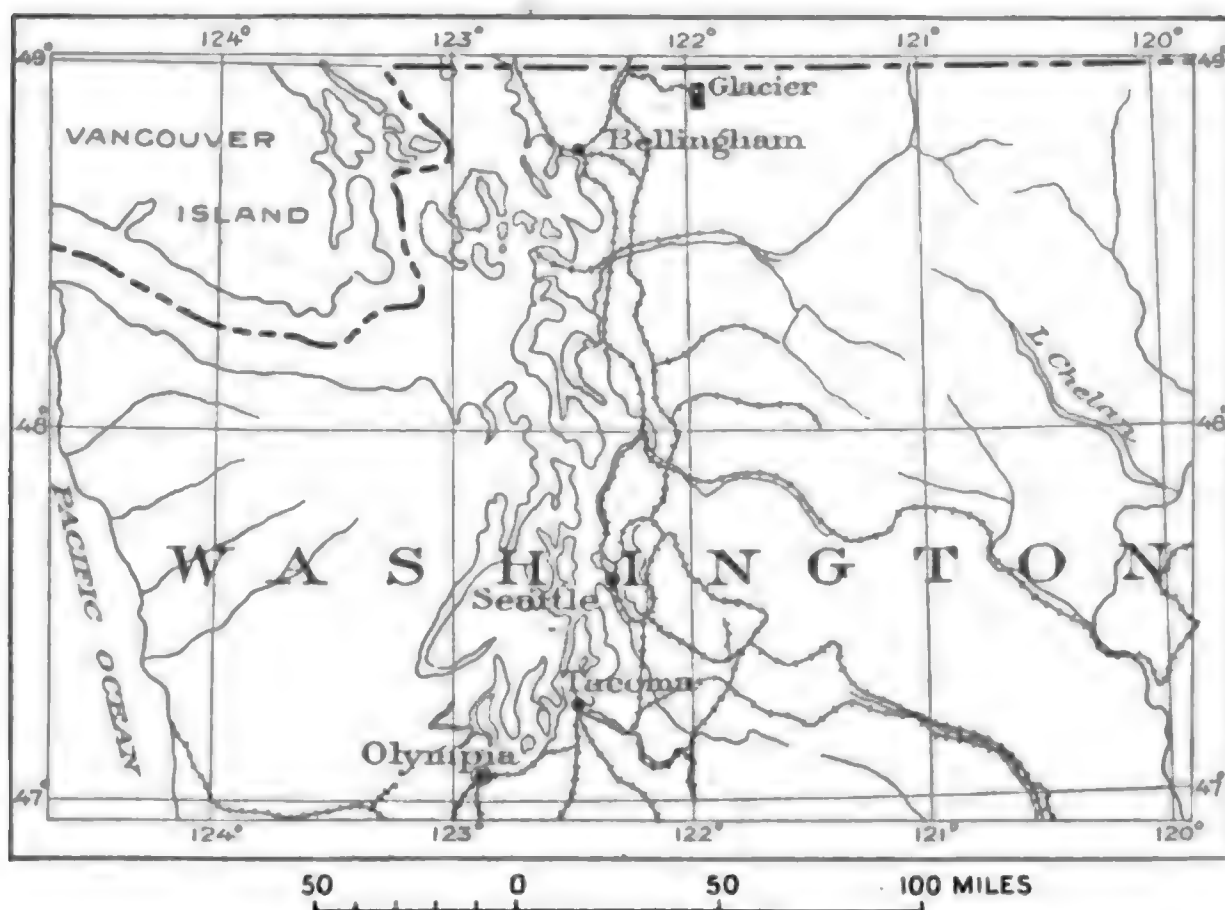 124° 123° 122° 121° 120°
49° 49°
Glacier
VANCOUVER
Bellingham
ISLAND
L Chelan
48° 48°
PACIFIC OCEAN
WASHINGTON
Seattle
Tacoma
Olympia
47° 47°
124° 123° 122° 121° 120°
50 0 50 100 MILES